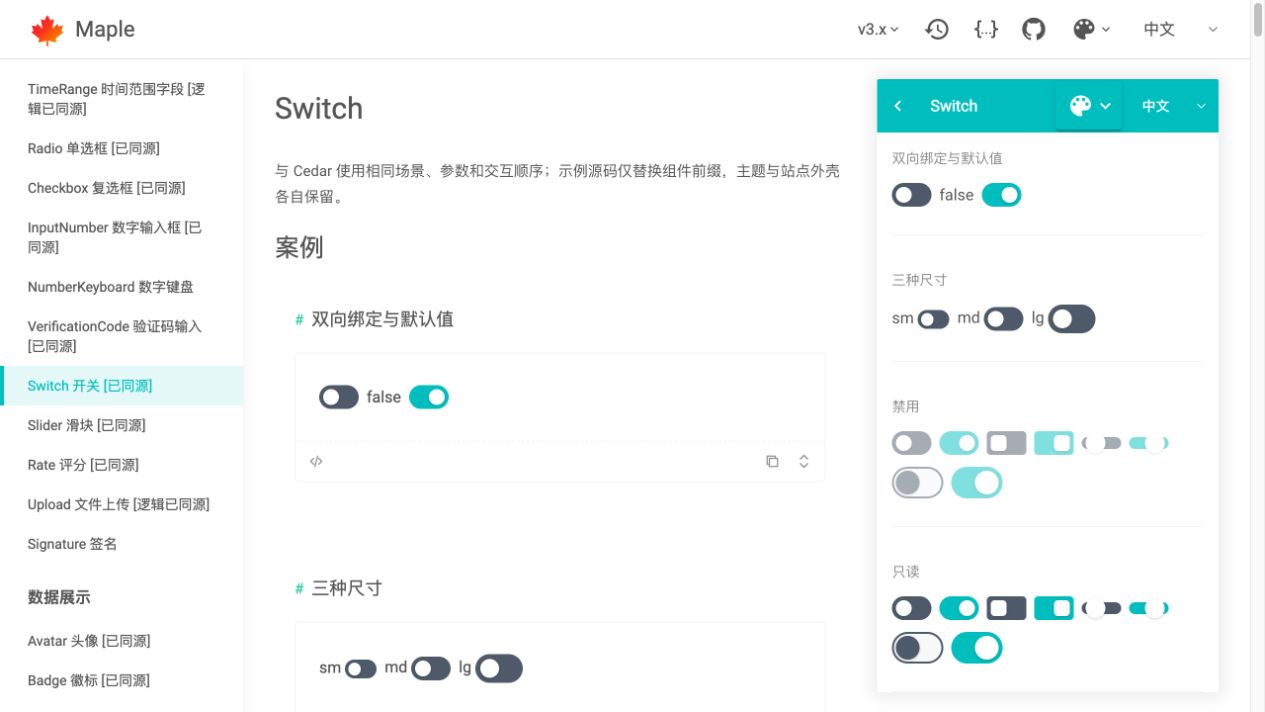 Maple
v3.x
{...}
中文
TimeRange 时间范围字段 [逻
辑已同源]
Radio 单选框 [已同源]
Checkbox 复选框 [已同源]
InputNumber 数字输入框 [已
同源]
NumberKeyboard 数字键盘
VerificationCode 验证码输入
[已同源]
Switch 开关 [已同源]
Slider 滑块 [已同源]
Rate 评分 [已同源]
Upload 文件上传 [逻辑已同源]
Signature 签名
数据展示
Avatar 头像 [已同源]
Badge 徽标 [已同源]
Switch
与 Cedar 使用相同场景、参数和交互顺序；示例源码仅替换组件前缀，主题与站点外壳
各自保留。
案例
# 双向绑定与默认值
false
# 三种尺寸
sm md lg
Switch
中文
双向绑定与默认值
false
三种尺寸
sm md lg
禁用
只读